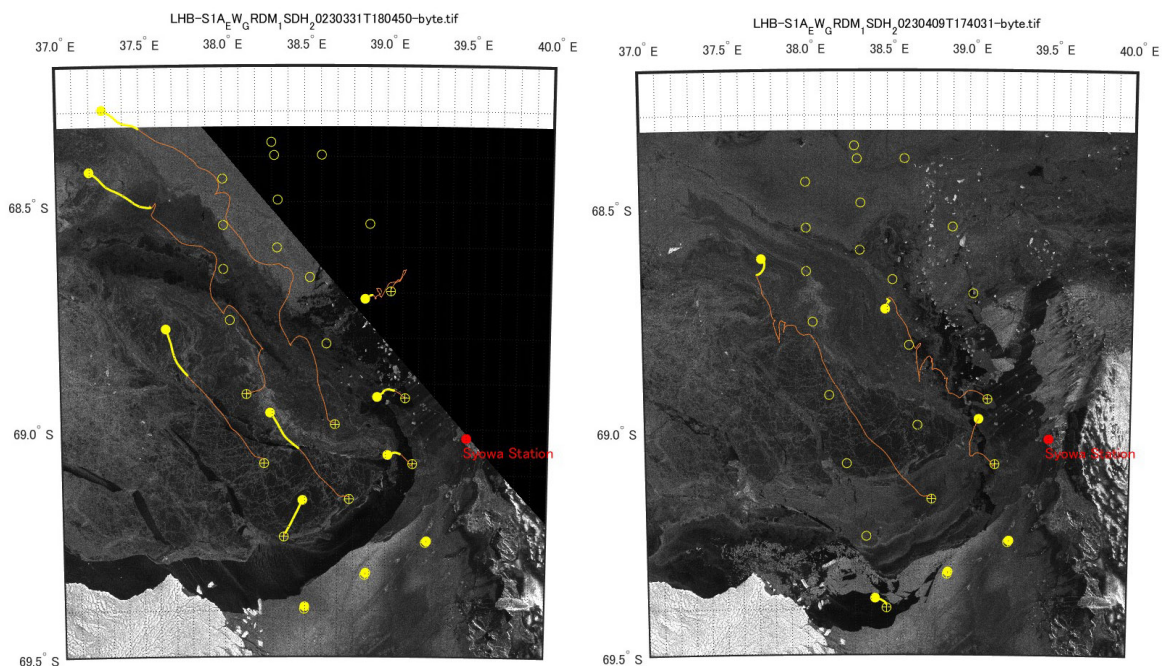 LHB-S1A_EW_GRDM_1SDH_0230331T180450-byte.tif
37.0° E 37.5° E 38.0° E 38.5° E 39.0° E 39.5° E 40.0° E
68.5° S
69.0° S
Syowa Station
69.5° S
LHB-S1A_EW_GRDM_1SDH_20230409T174031-byte.tif
37.0° E 37.5° E 38.0° E 38.5° E 39.0° E 39.5° E 40.0° E
68.5° S
69.0° S
Syowa Station
69.5° S